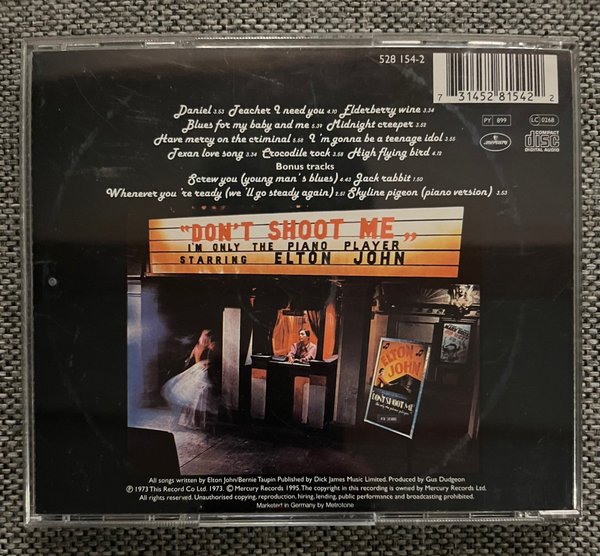 528 154-2
7 31452 81542 2
PY 899
LC 0268
mercury
COMPACT
disc
DIGITAL AUDIO
Daniel 3.53 Teacher I need you 4.10 Elderberry wine 3.34
Blues for my baby and me 5.39 Midnight creeper 3.58
Have mercy on the criminal 5.58 I'm gonna be a teenage idol 3.55
Texan love song 3.34 Crocodile rock 3.58 High flying bird 4.12
Bonus tracks
Screw you (young man's blues) 4.43 Jack rabbit 1.50
Whenever you're ready (we'll go steady again) 2.51 Skyline pigeon (piano version) 3.53
"DON'T SHOOT ME"
I'M ONLY THE PIANO PLAYER
STARRING ELTON JOHN
ELTON
JOHN
DON'T SHOOT ME
All songs written by Elton John/Bernie Taupin Published by Dick James Music Limited. Produced by Gus Dudgeon
℗ 1973 This Record Co Ltd. 1973. © Mercury Records 1995. The copyright in this recording is owned by Mercury Records Ltd.
All rights reserved. Unauthorised copying, reproduction, hiring, lending, public performance and broadcasting prohibited.
Marketed in Germany by Metrotone